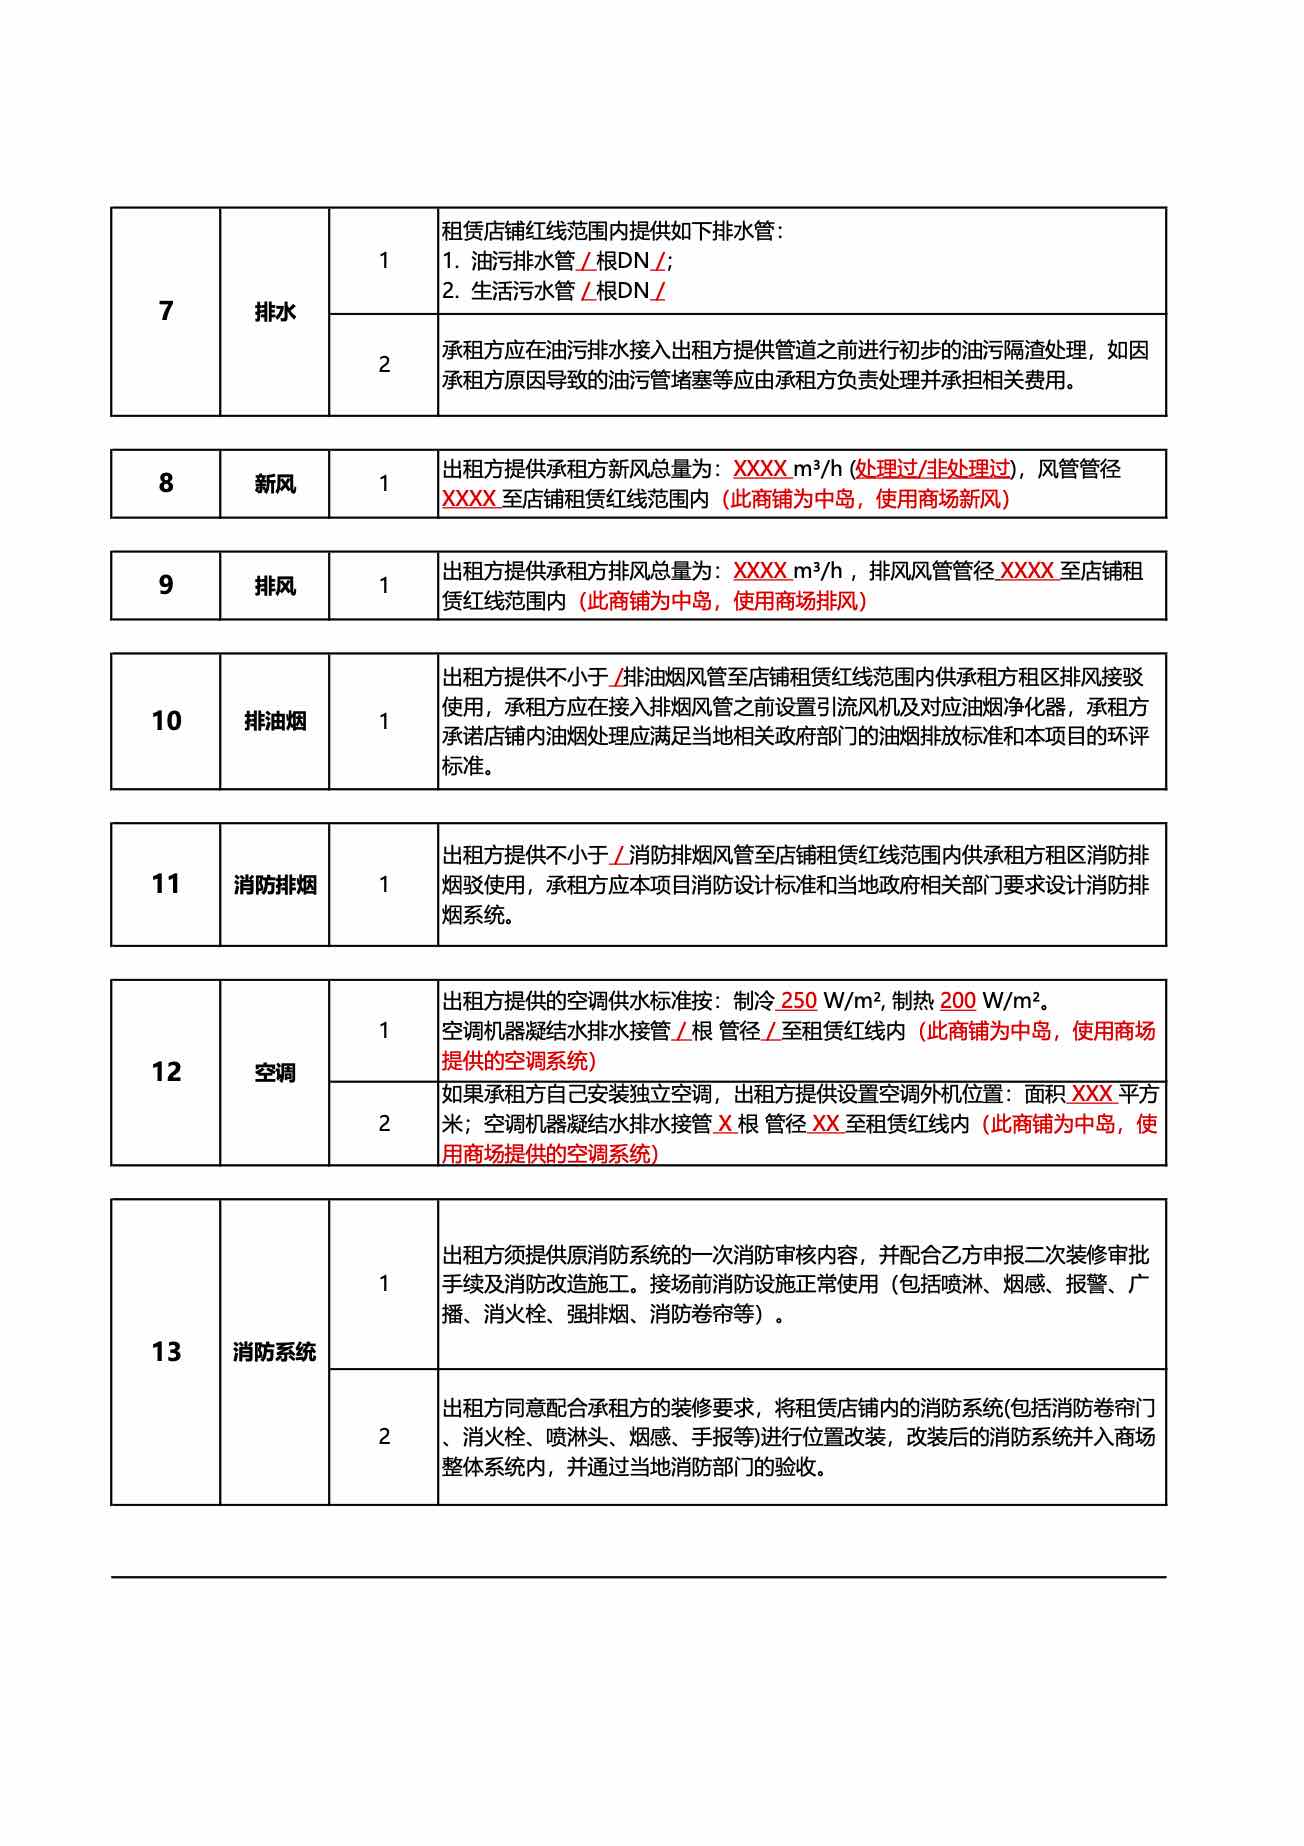 7
排水
1
租赁店铺红线范围内提供如下排水管：
1. 油污排水管 / 根DN /;
2. 生活污水管 / 根DN /
2
承租方应在油污排水接入出租方提供管道之前进行初步的油污隔渣处理，如因
承租方原因导致的油污管堵塞等应由承租方负责处理并承担相关费用。
8
新风
1
出租方提供承租方新风总量为：XXXX m³/h (处理过/非处理过)，风管管径
XXXX 至店铺租赁红线范围内（此商铺为中岛，使用商场新风）
9
排风
1
出租方提供承租方排风总量为：XXXX m³/h ，排风风管管径 XXXX 至店铺租
赁红线范围内（此商铺为中岛，使用商场排风）
10
排油烟
1
出租方提供不小于 /排油烟风管至店铺租赁红线范围内供承租方租区排风接驳
使用，承租方应在接入排烟风管之前设置引流风机及对应油烟净化器，承租方
承诺店铺内油烟处理应满足当地相关政府部门的油烟排放标准和本项目的环评
标准。
11
消防排烟
1
出租方提供不小于 / 消防排烟风管至店铺租赁红线范围内供承租方租区消防排
烟驳使用，承租方应本项目消防设计标准和当地政府相关部门要求设计消防排
烟系统。
12
空调
1
出租方提供的空调供水标准按：制冷 250 W/m², 制热 200 W/m²。
空调机器凝结水排水接管 / 根 管径 / 至租赁红线内（此商铺为中岛，使用商场
提供的空调系统）
2
如果承租方自己安装独立空调，出租方提供设置空调外机位置：面积 XXX 平方
米；空调机器凝结水排水接管 X 根 管径 XX 至租赁红线内（此商铺为中岛，使
用商场提供的空调系统）
13
消防系统
1
出租方须提供原消防系统的一次消防审核内容，并配合乙方申报二次装修审批
手续及消防改造施工。接场前消防设施正常使用（包括喷淋、烟感、报警、广
播、消火栓、强排烟、消防卷帘等）。
2
出租方同意配合承租方的装修要求，将租赁店铺内的消防系统(包括消防卷帘门
、消火栓、喷淋头、烟感、手报等)进行位置改装，改装后的消防系统并入商场
整体系统内，并通过当地消防部门的验收。